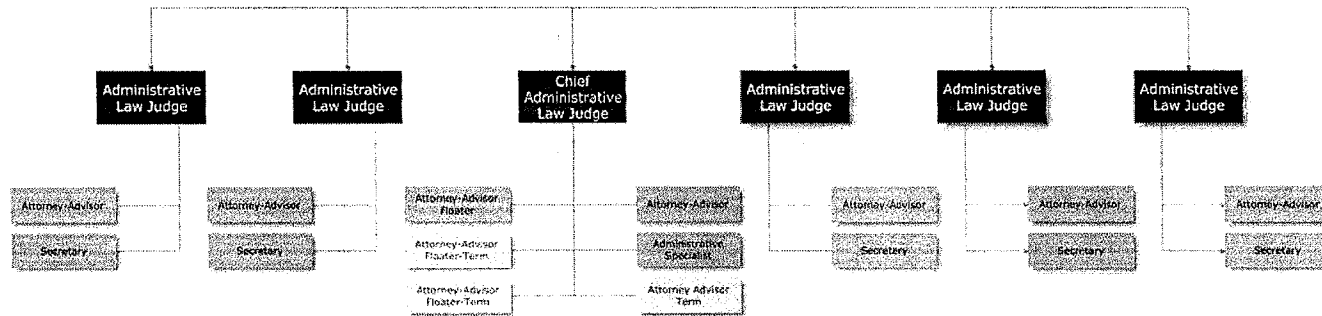 Administrative
Law Judge
Administrative
Law Judge
Chief
Administrative
Law Judge
Administrative
Law Judge
Administrative
Law Judge
Administrative
Law Judge
Attorney-Advisor
Attorney-Advisor
Attorney-Advisor
Floater
Attorney-Advisor
Attorney-Advisor
Attorney-Advisor
Attorney-Advisor
Secretary
Secretary
Attorney-Advisor
Floater-Term
Administrative
Specialist
Secretary
Secretary
Secretary
Attorney-Advisor
Floater-Term
Attorney Advisor
Term